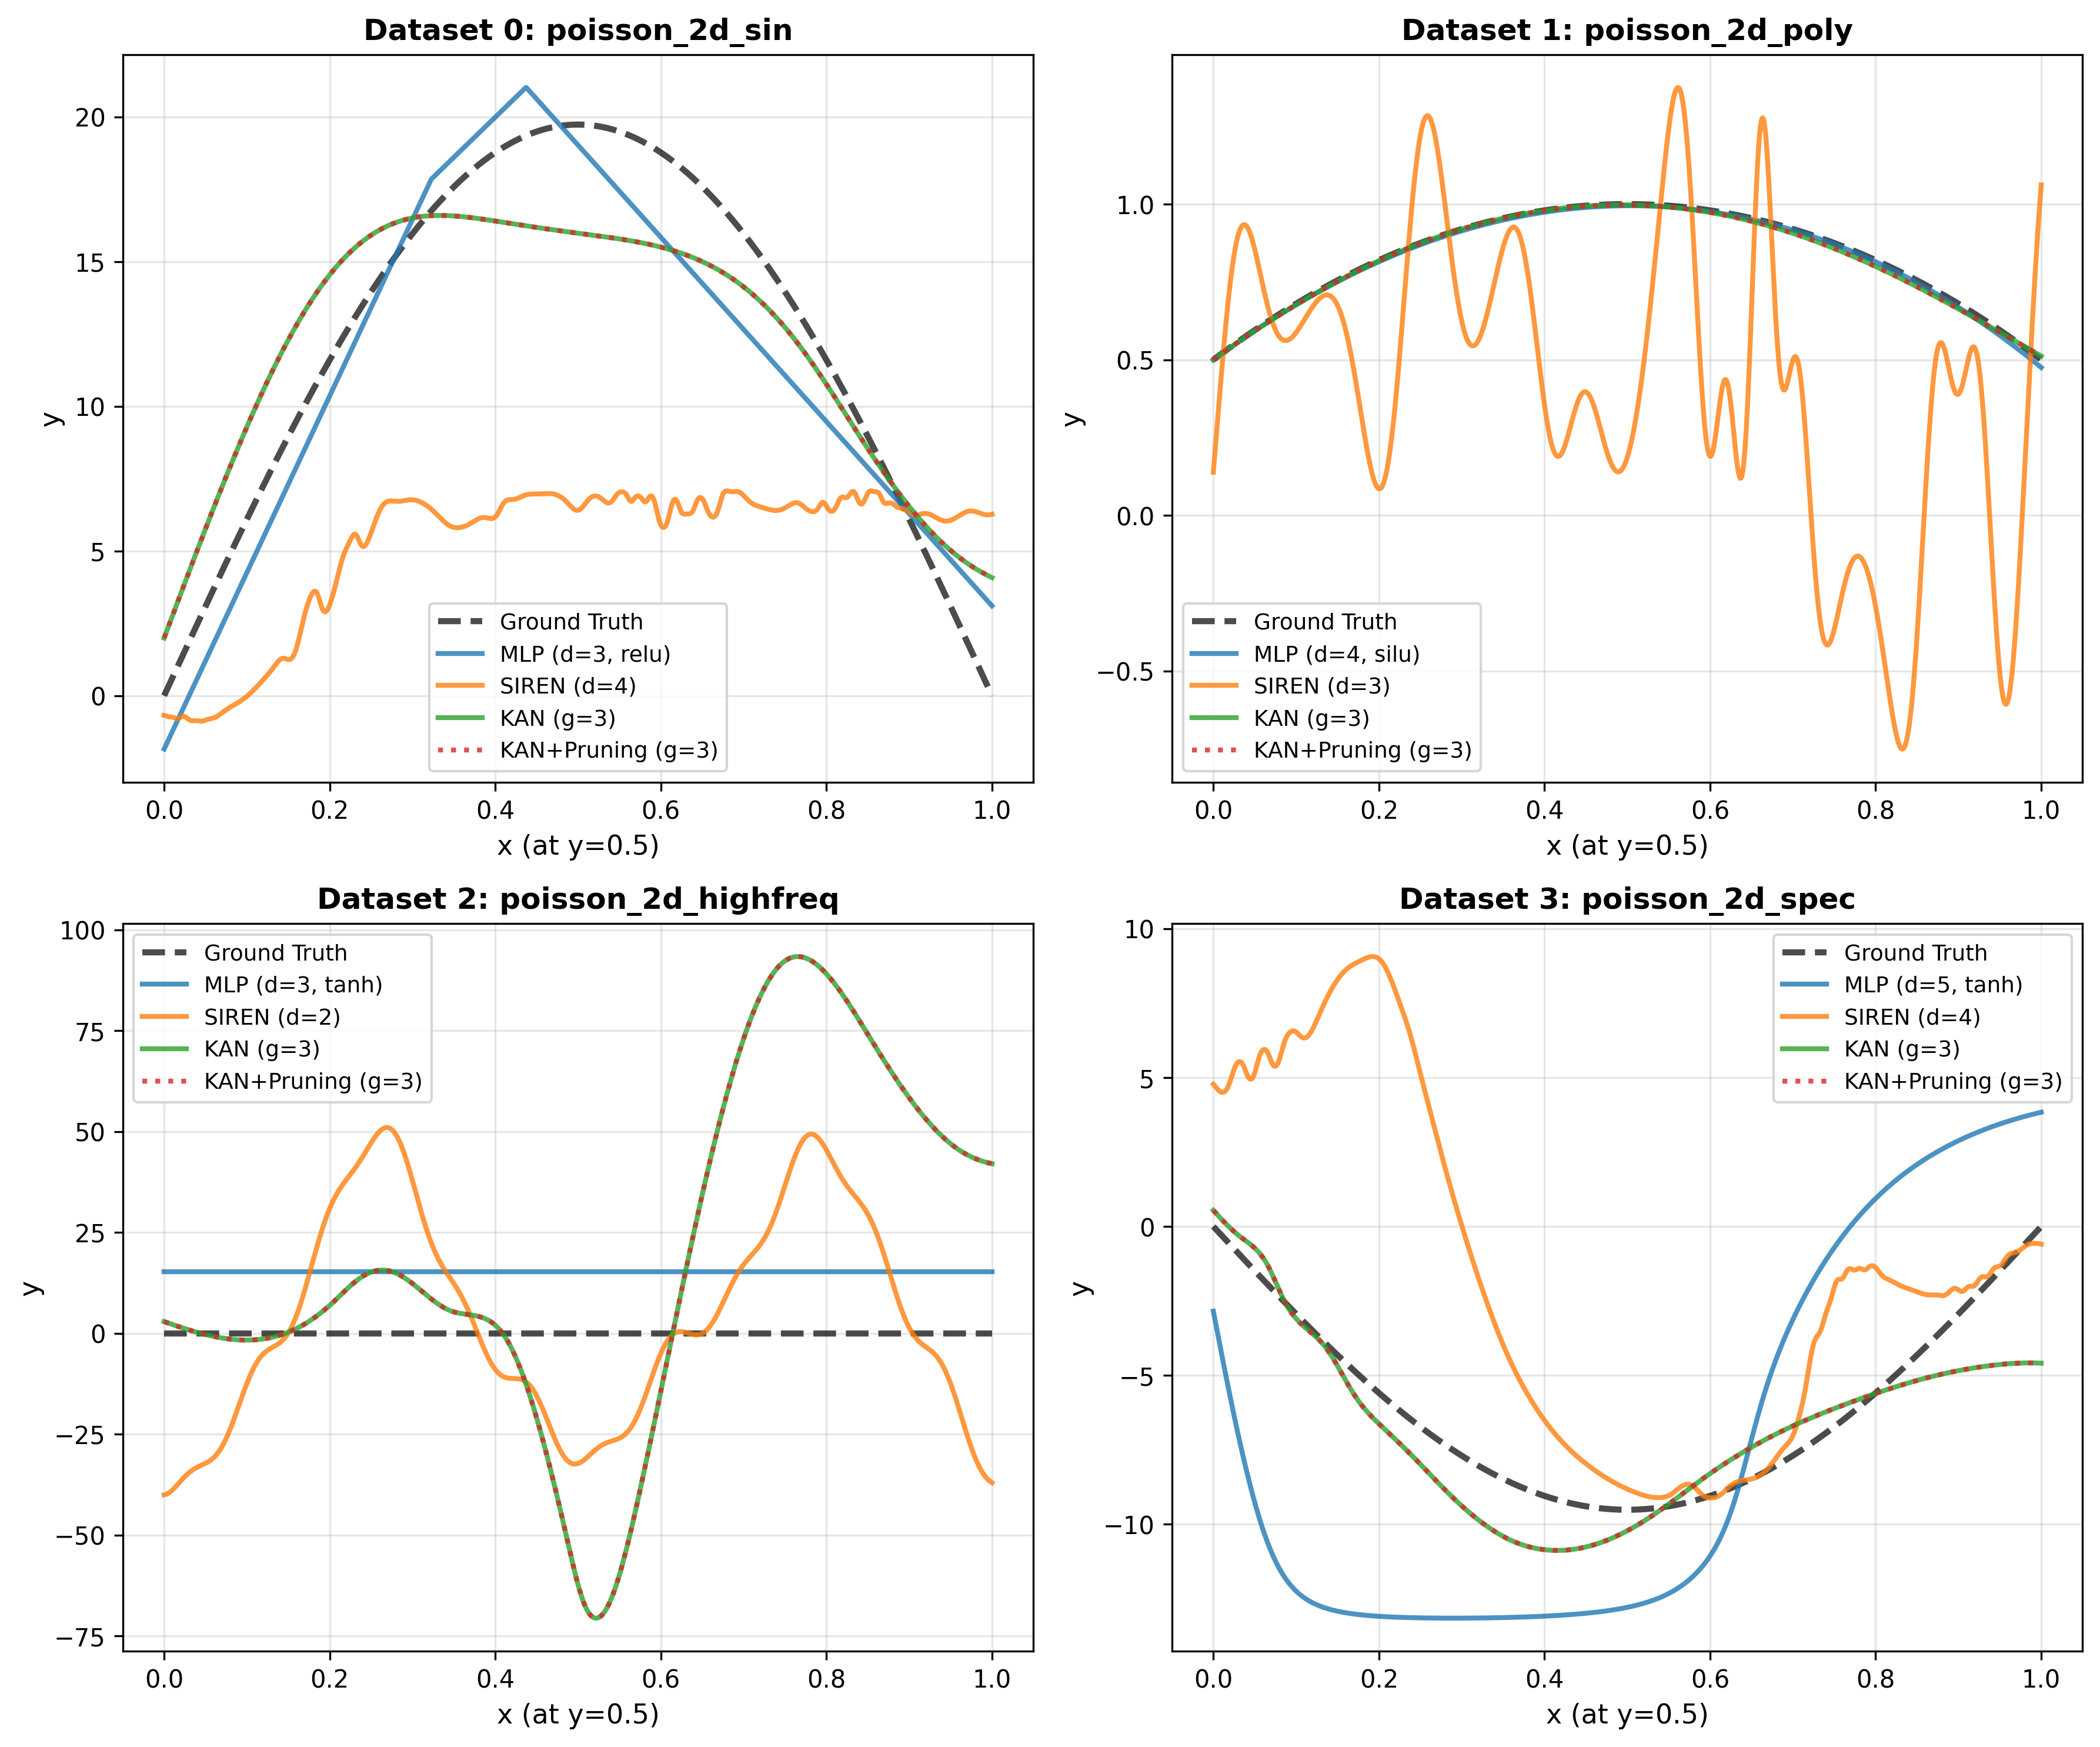 Dataset 0: poisson_2d_sin
20
15
10
5
0
y
Ground Truth
MLP (d=3, relu)
SIREN (d=4)
KAN (g=3)
KAN+Pruning (g=3)
0.0 0.2 0.4 0.6 0.8 1.0
x (at y=0.5)
Dataset 1: poisson_2d_poly
1.0
0.5
0.0
−0.5
y
Ground Truth
MLP (d=4, silu)
SIREN (d=3)
KAN (g=3)
KAN+Pruning (g=3)
0.0 0.2 0.4 0.6 0.8 1.0
x (at y=0.5)
Dataset 2: poisson_2d_highfreq
100
75
50
25
0
−25
−50
−75
y
Ground Truth
MLP (d=3, tanh)
SIREN (d=2)
KAN (g=3)
KAN+Pruning (g=3)
0.0 0.2 0.4 0.6 0.8 1.0
x (at y=0.5)
Dataset 3: poisson_2d_spec
10
5
0
−5
−10
y
Ground Truth
MLP (d=5, tanh)
SIREN (d=4)
KAN (g=3)
KAN+Pruning (g=3)
0.0 0.2 0.4 0.6 0.8 1.0
x (at y=0.5)